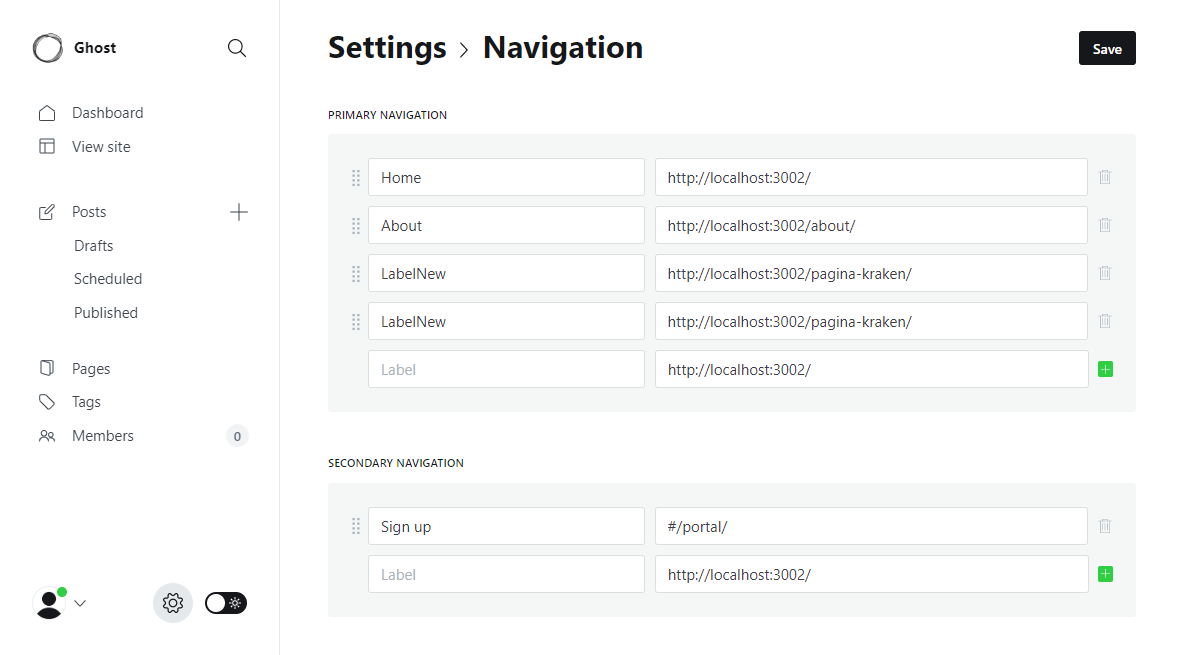 Ghost
Settings > Navigation
Save
Dashboard
View site
Posts
Drafts
Scheduled
Published
Pages
Tags
Members 0
PRIMARY NAVIGATION
Home http://localhost:3002/
About http://localhost:3002/about/
LabelNew http://localhost:3002/pagina-kraken/
LabelNew http://localhost:3002/pagina-kraken/
Label http://localhost:3002/
SECONDARY NAVIGATION
Sign up #/portal/
Label http://localhost:3002/